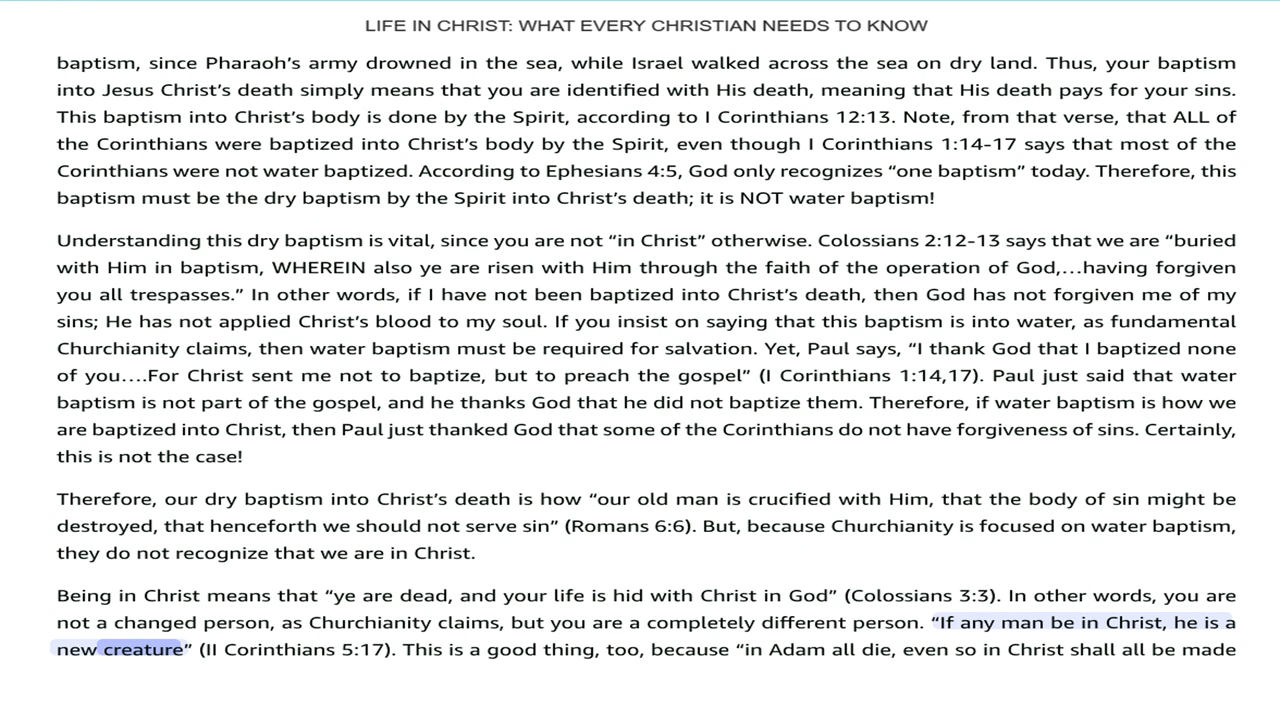 LIFE IN CHRIST: WHAT EVERY CHRISTIAN NEEDS TO KNOW
baptism, since Pharaoh’s army drowned in the sea, while Israel walked across the sea on dry land. Thus, your baptism
into Jesus Christ’s death simply means that you are identified with His death, meaning that His death pays for your sins.
This baptism into Christ’s body is done by the Spirit, according to I Corinthians 12:13. Note, from that verse, that ALL of
the Corinthians were baptized into Christ’s body by the Spirit, even though I Corinthians 1:14-17 says that most of the
Corinthians were not water baptized. According to Ephesians 4:5, God only recognizes “one baptism” today. Therefore, this
baptism must be the dry baptism by the Spirit into Christ’s death; it is NOT water baptism!
Understanding this dry baptism is vital, since you are not “in Christ” otherwise. Colossians 2:12-13 says that we are “buried
with Him in baptism, WHEREIN also ye are risen with Him through the faith of the operation of God,…having forgiven
you all trespasses.” In other words, if I have not been baptized into Christ’s death, then God has not forgiven me of my
sins; He has not applied Christ’s blood to my soul. If you insist on saying that this baptism is into water, as fundamental
Churchianity claims, then water baptism must be required for salvation. Yet, Paul says, “I thank God that I baptized none
of you….For Christ sent me not to baptize, but to preach the gospel” (I Corinthians 1:14,17). Paul just said that water
baptism is not part of the gospel, and he thanks God that he did not baptize them. Therefore, if water baptism is how we
are baptized into Christ, then Paul just thanked God that some of the Corinthians do not have forgiveness of sins. Certainly,
this is not the case!
Therefore, our dry baptism into Christ’s death is how “our old man is crucified with Him, that the body of sin might be
destroyed, that henceforth we should not serve sin” (Romans 6:6). But, because Churchianity is focused on water baptism,
they do not recognize that we are in Christ.
Being in Christ means that “ye are dead, and your life is hid with Christ in God” (Colossians 3:3). In other words, you are
not a changed person, as Churchianity claims, but you are a completely different person. “If any man be in Christ, he is a
new creature” (II Corinthians 5:17). This is a good thing, too, because “in Adam all die, even so in Christ shall all be made